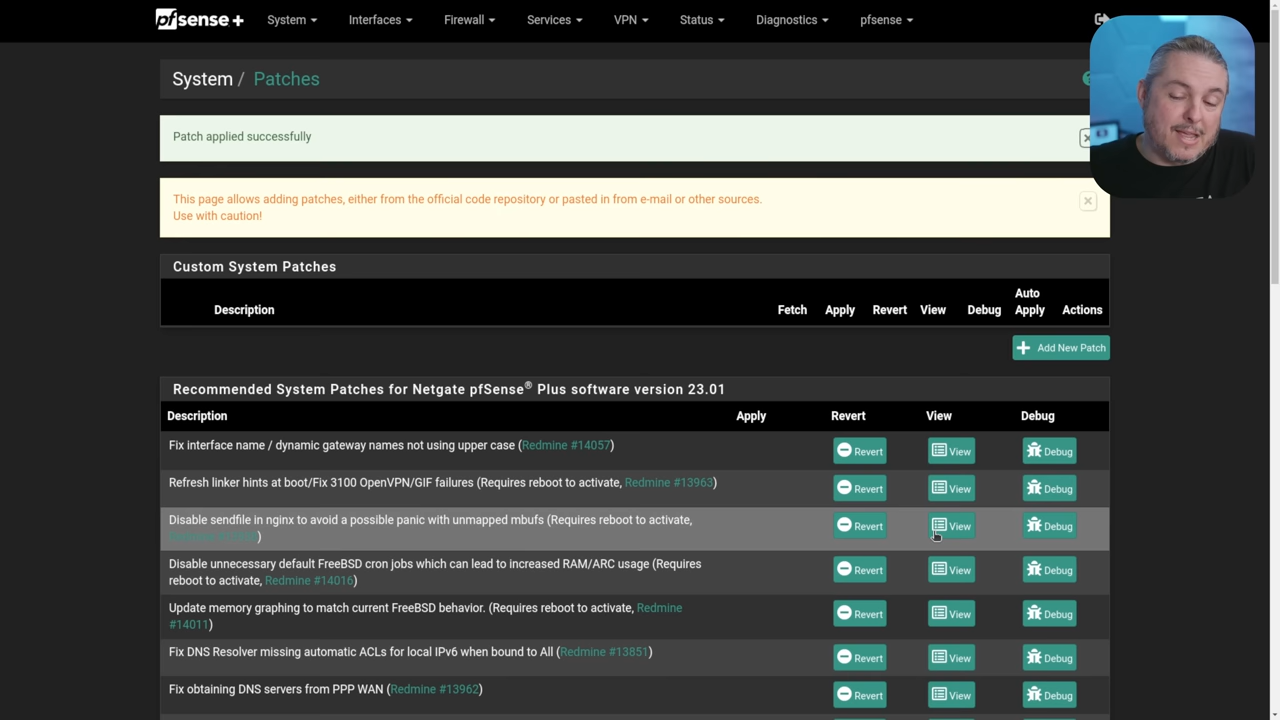 pfsense +
System
Interfaces
Firewall
Services
VPN
Status
Diagnostics
pfsense
System / Patches
Patch applied successfully
This page allows adding patches, either from the official code repository or pasted in from e-mail or other sources.
Use with caution!
Custom System Patches
Description Fetch Apply Revert View Debug Auto Apply Actions
Add New Patch
Recommended System Patches for Netgate pfSense® Plus software version 23.01
Description Apply Revert View Debug
Fix interface name / dynamic gateway names not using upper case (Redmine #14057) Revert View Debug
Refresh linker hints at boot/Fix 3100 OpenVPN/GIF failures (Requires reboot to activate, Redmine #13963) Revert View Debug
Disable sendfile in nginx to avoid a possible panic with unmapped mbufs (Requires reboot to activate, Revert View Debug
)
Disable unnecessary default FreeBSD cron jobs which can lead to increased RAM/ARC usage (Requires
reboot to activate, Redmine #14016) Revert View Debug
Update memory graphing to match current FreeBSD behavior. (Requires reboot to activate, Redmine
#14011) Revert View Debug
Fix DNS Resolver missing automatic ACLs for local IPv6 when bound to All (Redmine #13851) Revert View Debug
Fix obtaining DNS servers from PPP WAN (Redmine #13962) Revert View Debug